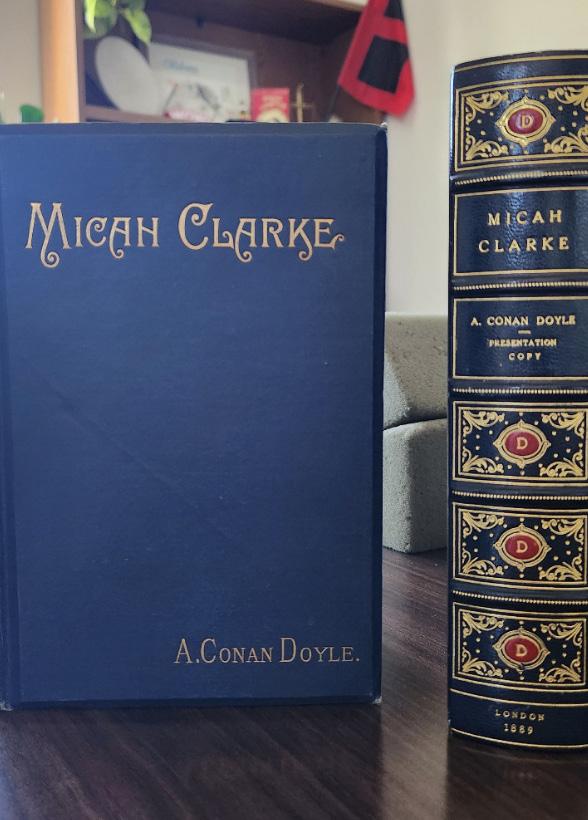 MICAH CLARKE
A. CONAN DOYLE.
D
MICAH
CLARKE
A. CONAN DOYLE
PRESENTATION
COPY
D
D
D
LONDON
1889